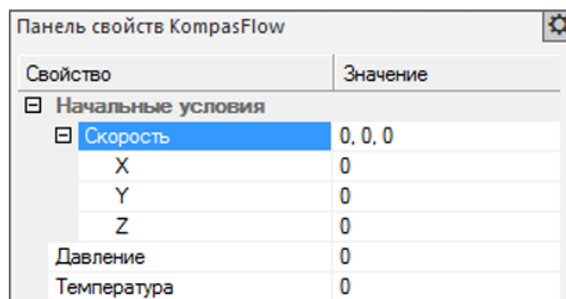 Панель свойств KompasFlow
Свойство Значение
Начальные условия
Скорость 0, 0, 0
X 0
Y 0
Z 0
Давление 0
Температура 0